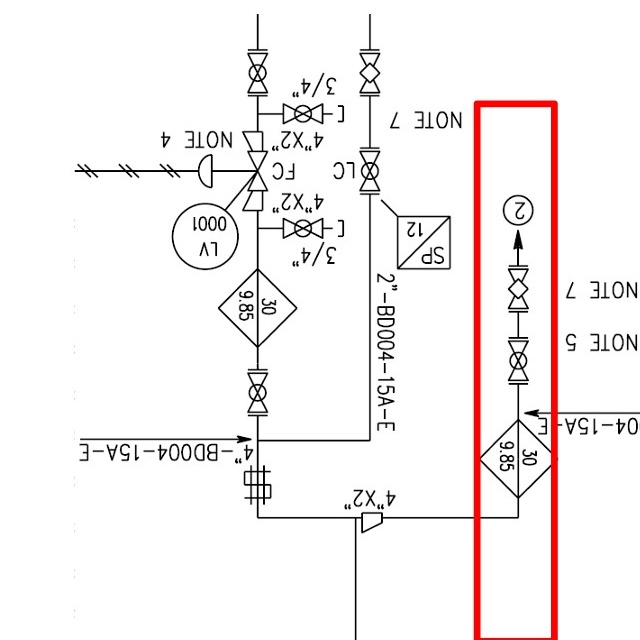 3/4"
NOTE 7
NOTE 4
4"X2"
FC
LC
4"X2"
2
LV
0001
SP
12
3/4"
30
9.85
NOTE 7
2"-BD004-15A-E
NOTE 5
04-15A-E
4"-BD004-15A-E
30
9.85
4"X2"